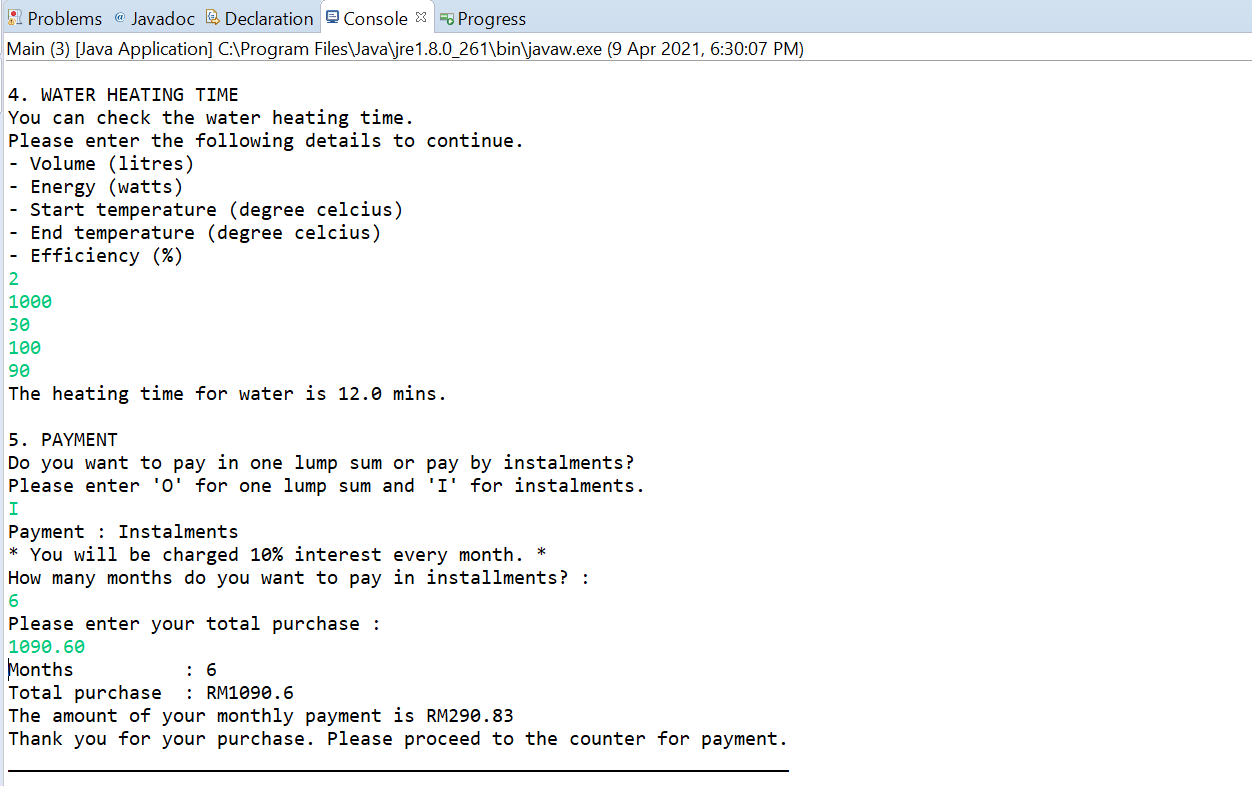 Problems @ Javadoc Declaration Console Progress
Main (3) [Java Application] C:\Program Files\Java\jre1.8.0_261\bin\javaw.exe (9 Apr 2021, 6:30:07 PM)
4. WATER HEATING TIME
You can check the water heating time.
Please enter the following details to continue.
- Volume (litres)
- Energy (watts)
- Start temperature (degree celcius)
- End temperature (degree celcius)
- Efficiency (%)
2
1000
30
100
90
The heating time for water is 12.0 mins.
5. PAYMENT
Do you want to pay in one lump sum or pay by instalments?
Please enter 'O' for one lump sum and 'I' for instalments.
I
Payment : Instalments
* You will be charged 10% interest every month. *
How many months do you want to pay in installments? :
6
Please enter your total purchase :
1090.60
Months : 6
Total purchase : RM1090.6
The amount of your monthly payment is RM290.83
Thank you for your purchase. Please proceed to the counter for payment.